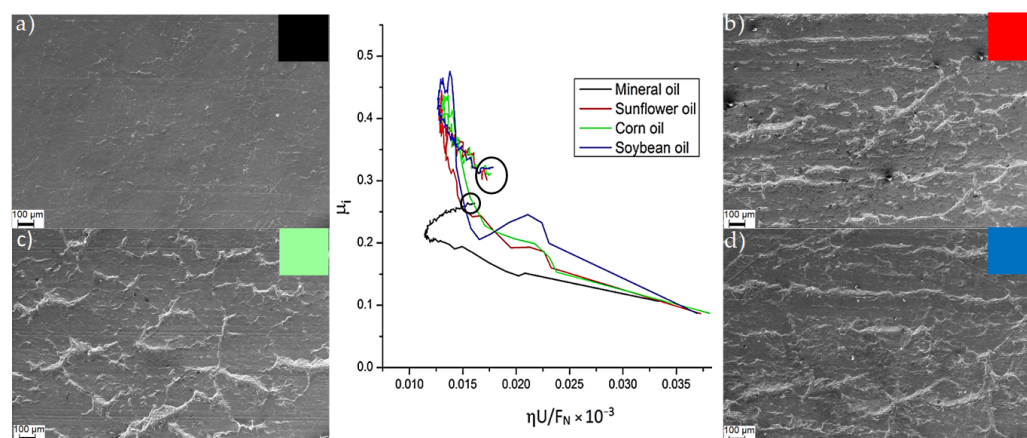 a)
100 µm
c)
100 µm
0.5
0.4
0.3
0.2
0.1
0.0
µi
Mineral oil
Sunflower oil
Corn oil
Soybean oil
0.010 0.015 0.020 0.025 0.030 0.035
ηU/FN × 10⁻³
b)
100 µm
d)
100 µm